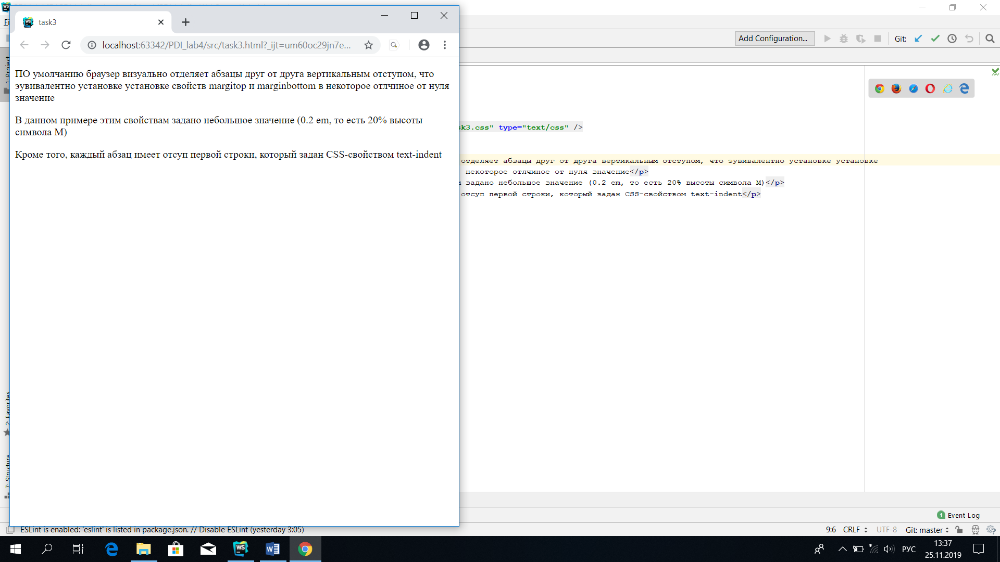 task3
localhost:63342/PDI_lab4/src/task3.html?_ijt=um60oc29jn7e...
ПО умолчанию браузер визуально отделяет абзацы друг от друга вертикальным отступом, что
эувивалентно установке установке свойств margitop и marginbottom в некоторое отлчиное от нуля
значение
В данном примере этим свойствам задано небольшое значение (0.2 em, то есть 20% высоты
символа М)
Кроме того, каждый абзац имеет отсуп первой строки, который задан CSS-свойством text-indent
Add Configuration...
Git:
k3.css" type="text/css" />
отделяет абзацы друг от друга вертикальным отступом, что эувивалентно установке установке
некоторое отлчиное от нуля значение</p>
задано небольшое значение (0.2 em, то есть 20% высоты символа М)</p>
отсуп первой строки, который задан CSS-свойством text-indent</p>
1: Project
2: Favorites
7: Structure
1 Event Log
ESLint is enabled: 'eslint' is listed in package.json. // Disable ESLint (yesterday 3:05)
9:6 CRLF UTF-8 Git: master
РУС
13:37
25.11.2019